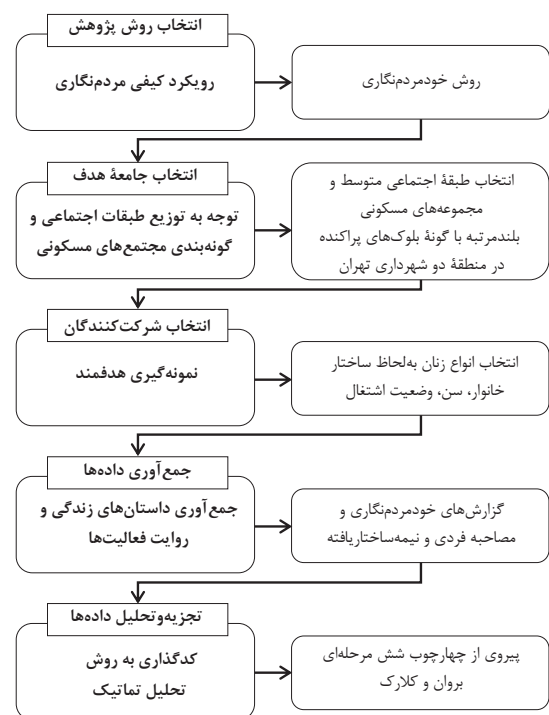 انتخاب روش پژوهش
رویکرد کیفی مردم‌نگاری
روش خودمردم‌نگاری
انتخاب جامعهٔ هدف
توجه به توزیع طبقات اجتماعی و
گونه‌بندی مجتمع‌های مسکونی
انتخاب طبقهٔ اجتماعی متوسط و
مجموعه‌های مسکونی
بلندمرتبه با گونهٔ بلوک‌های پراکنده
در منطقهٔ دو شهرداری تهران
انتخاب شرکت‌کنندگان
نمونه‌گیری هدفمند
انتخاب انواع زنان به‌لحاظ ساختار
خانوار، سن، وضعیت اشتغال
جمع‌آوری داده‌ها
جمع‌آوری داستان‌های زندگی و
روایت فعالیت‌ها
گزارش‌های خودمردم‌نگاری و
مصاحبه فردی و نیمه‌ساختاریافته
تجزیه‌وتحلیل داده‌ها
کدگذاری به روش
تحلیل تماتیک
پیروی از چهارچوب شش مرحله‌ای
بروان و کلارک